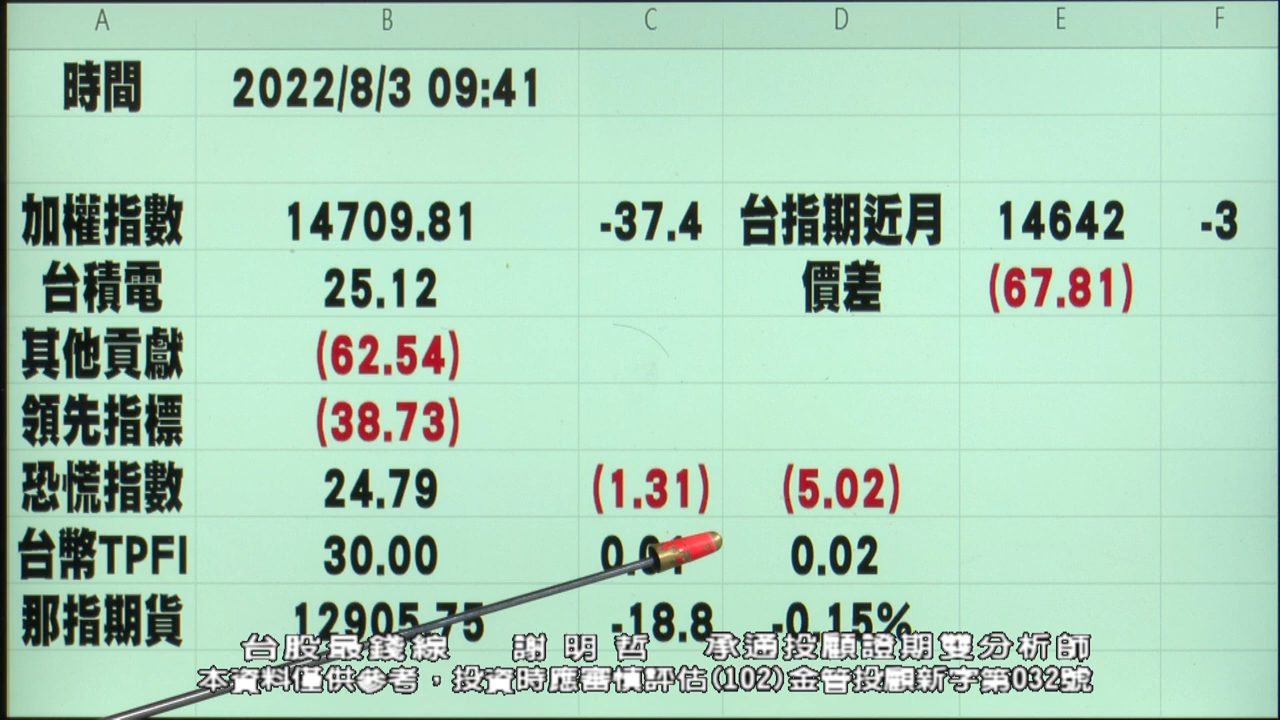 A B C D E F
時間 2022/8/3 09:41
加權指數 14709.81 -37.4 台指期近月 14642 -3
台積電 25.12 價差 (67.81)
其他貢獻 (62.54)
領先指標 (38.73)
恐慌指數 24.79 (1.31) (5.02)
台幣TPFI 30.00 0.01 0.02
那指期貨 12905.75 -18.8 -0.15%
台股最錢線 謝明哲 承通投顧證期雙分析師
本資料僅供參考，投資時應審慎評估(102)金管投顧新字第032號